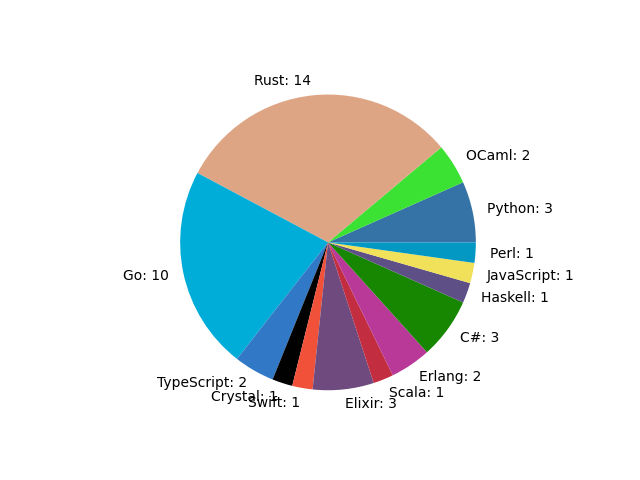 Rust: 14
OCaml: 2
Python: 3
Perl: 1
Go: 10
JavaScript: 1
Haskell: 1
C#: 3
Erlang: 2
TypeScript: 2
Scala: 1
Crystal: 1
Swift: 1
Elixir: 3